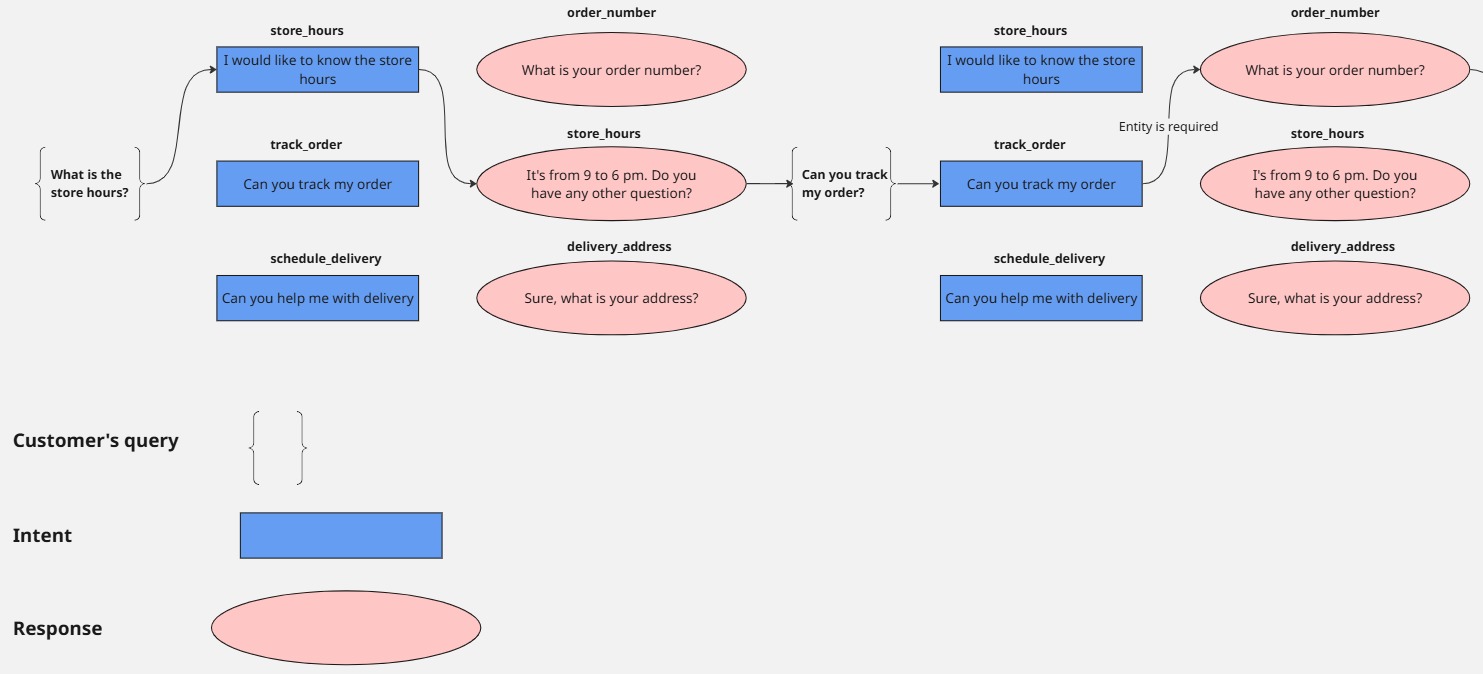 order_number
order_number
store_hours
store_hours
I would like to know the store
hours
What is your order number?
I would like to know the store
hours
What is your order number?
Entity is required
store_hours
store_hours
track_order
track_order
What is the
store hours?
Can you track my order
It's from 9 to 6 pm. Do you
have any other question?
Can you track
my order?
Can you track my order
I's from 9 to 6 pm. Do you
have any other question?
delivery_address
delivery_address
schedule_delivery
schedule_delivery
Can you help me with delivery
Sure, what is your address?
Can you help me with delivery
Sure, what is your address?
Customer's query
Intent
Response